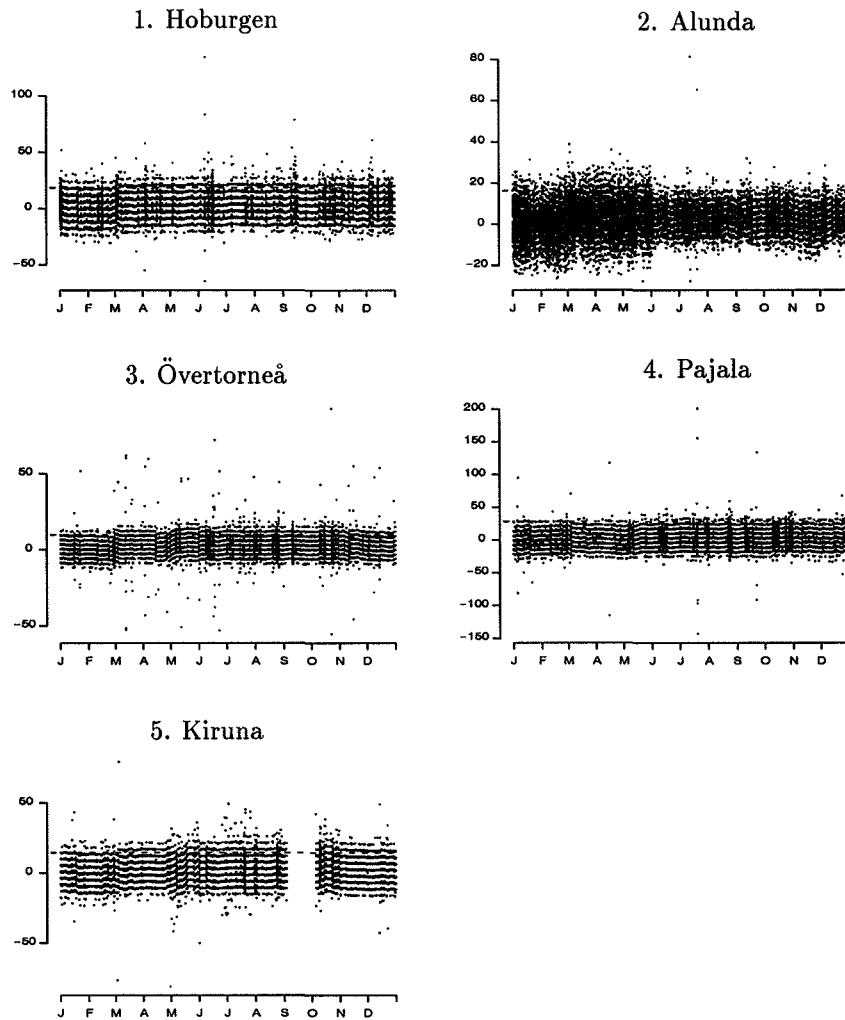 1. Hoburgen
100
50
0
−50
J F M A M J J A S O N D
2. Alunda
80
60
40
20
0
−20
J F M A M J J A S O N D
3. Övertorneå
50
0
−50
J F M A M J J A S O N D
4. Pajala
200
150
100
50
0
−50
−100
−150
J F M A M J J A S O N D
5. Kiruna
50
0
−50
J F M A M J J A S O N D